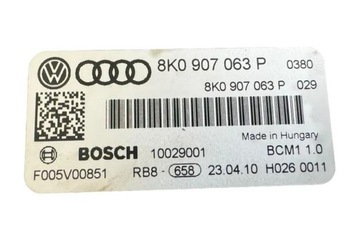 8K0 907 063 P 0380
8K0 907 063 P 029
Made in Hungary
BOSCH 10029001 BCM1 1.0
F005V00851 RB8- 658 23.04.10 H026 0011